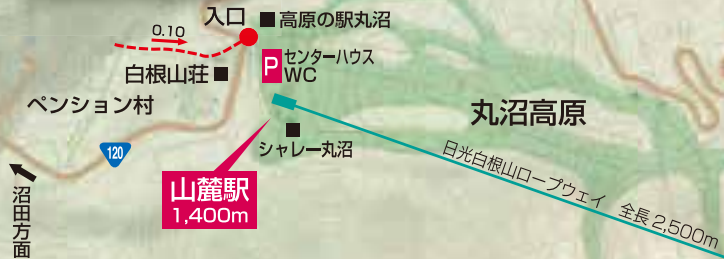 入口
高原の駅丸沼
0.10
P
センターハウス
WC
白根山荘
ペンション村
丸沼高原
120
シャレー丸沼
日光白根山ロープウェイ 全長2,500m
山麓駅
1,400m
沼田方面